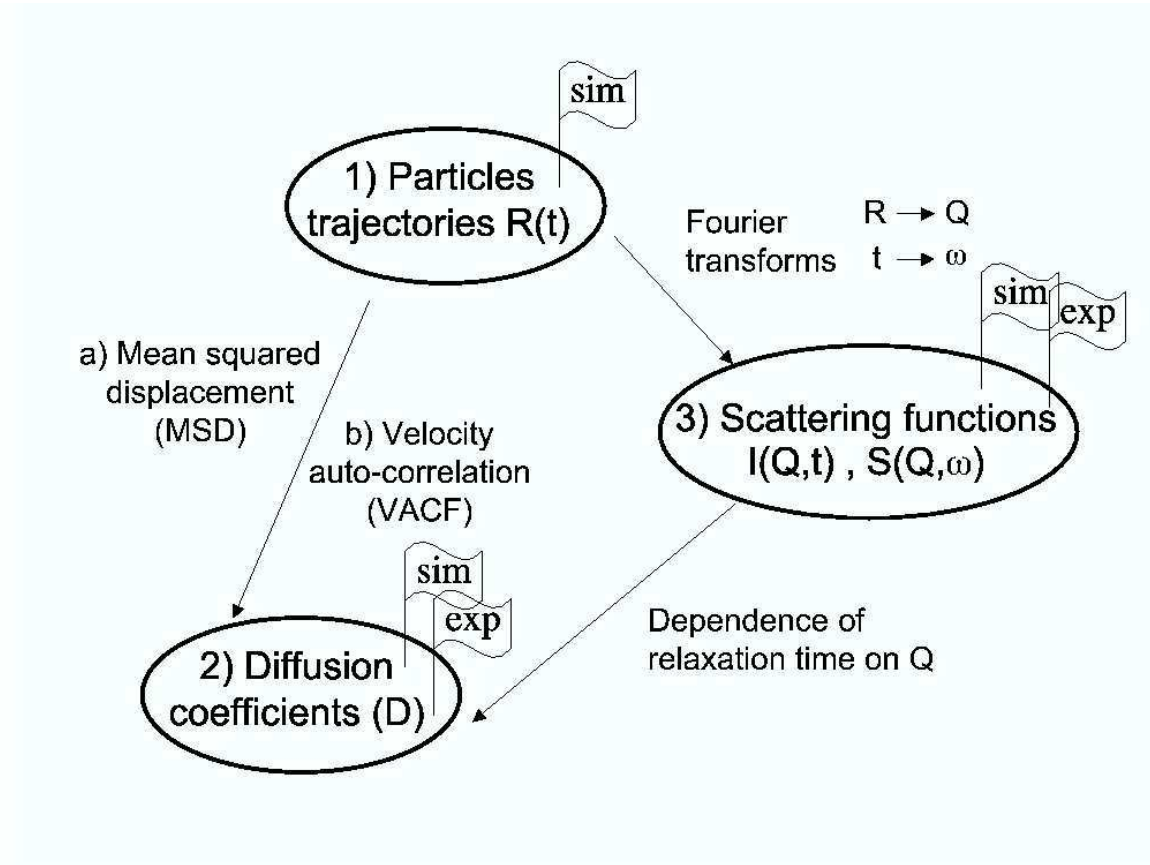 sim
1) Particles
trajectories R(t)
Fourier
transforms
R → Q
t → ω
sim
exp
a) Mean squared
displacement
(MSD)
b) Velocity
auto-correlation
(VACF)
3) Scattering functions
I(Q,t) , S(Q,ω)
sim
exp
2) Diffusion
coefficients (D)
Dependence of
relaxation time on Q